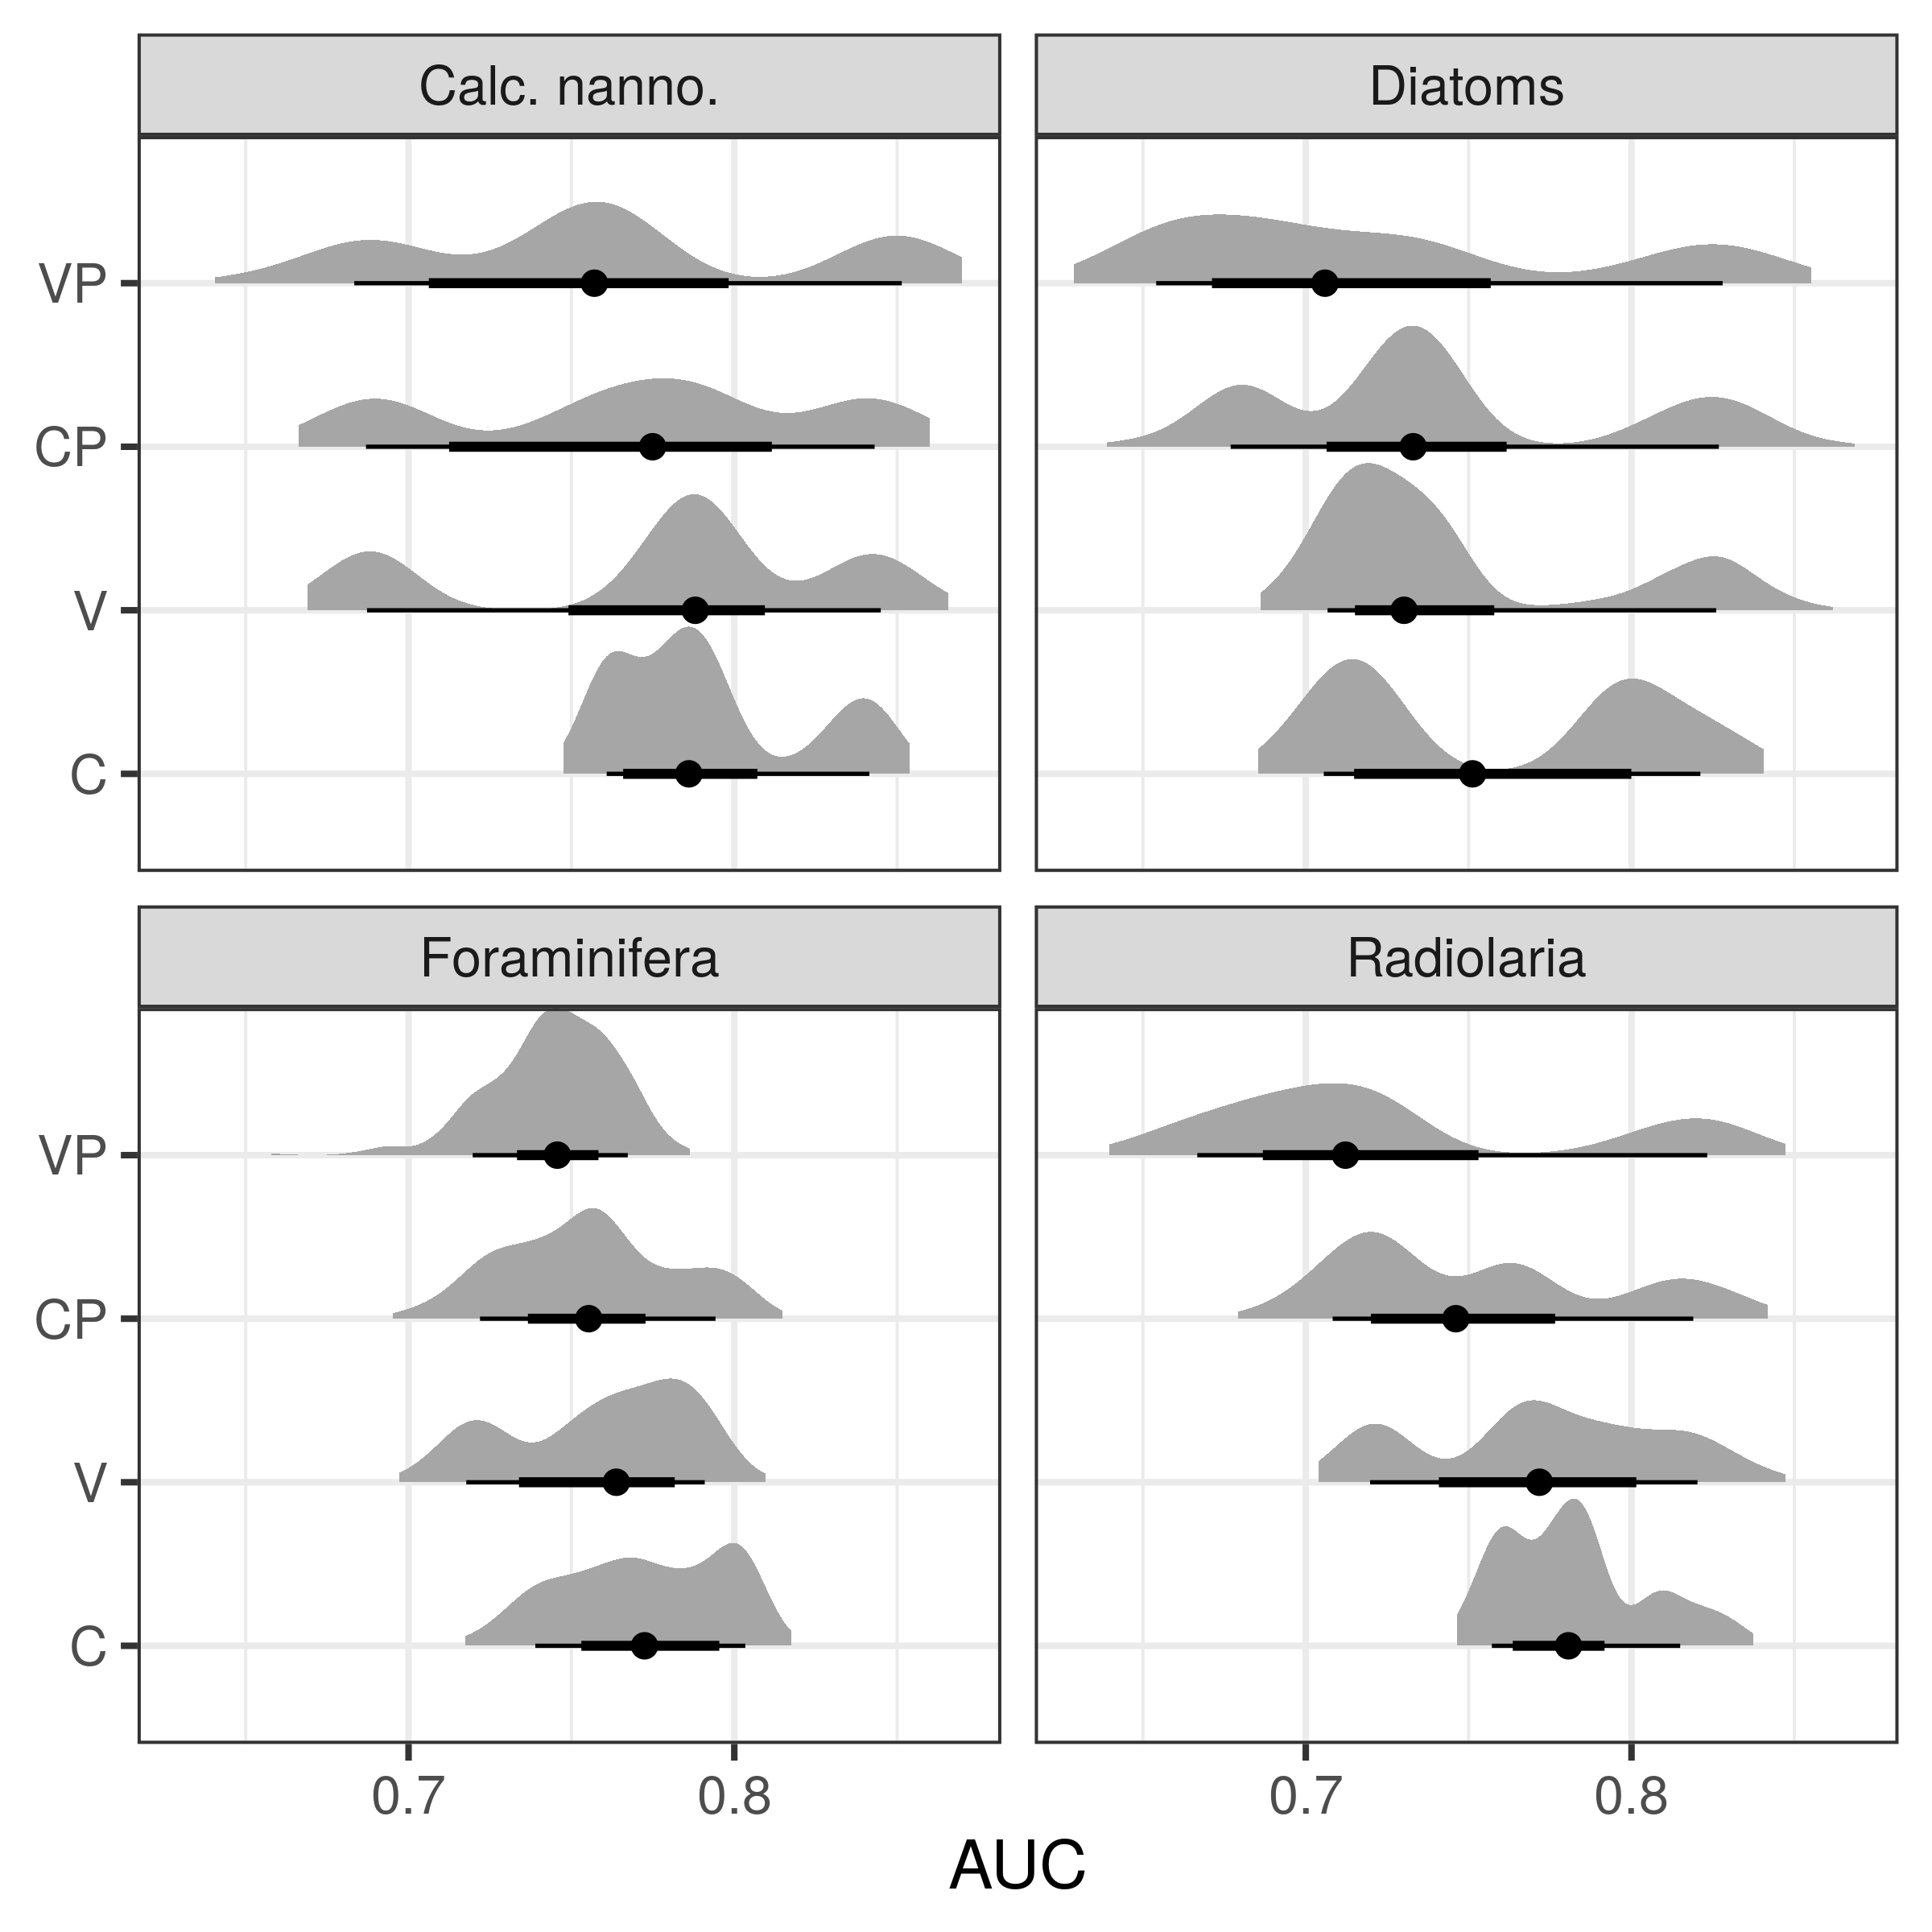 Calc. nanno.
Diatoms
VP
CP
V
C
Foraminifera
Radiolaria
VP
CP
V
C
0.7
0.8
0.7
0.8
AUC